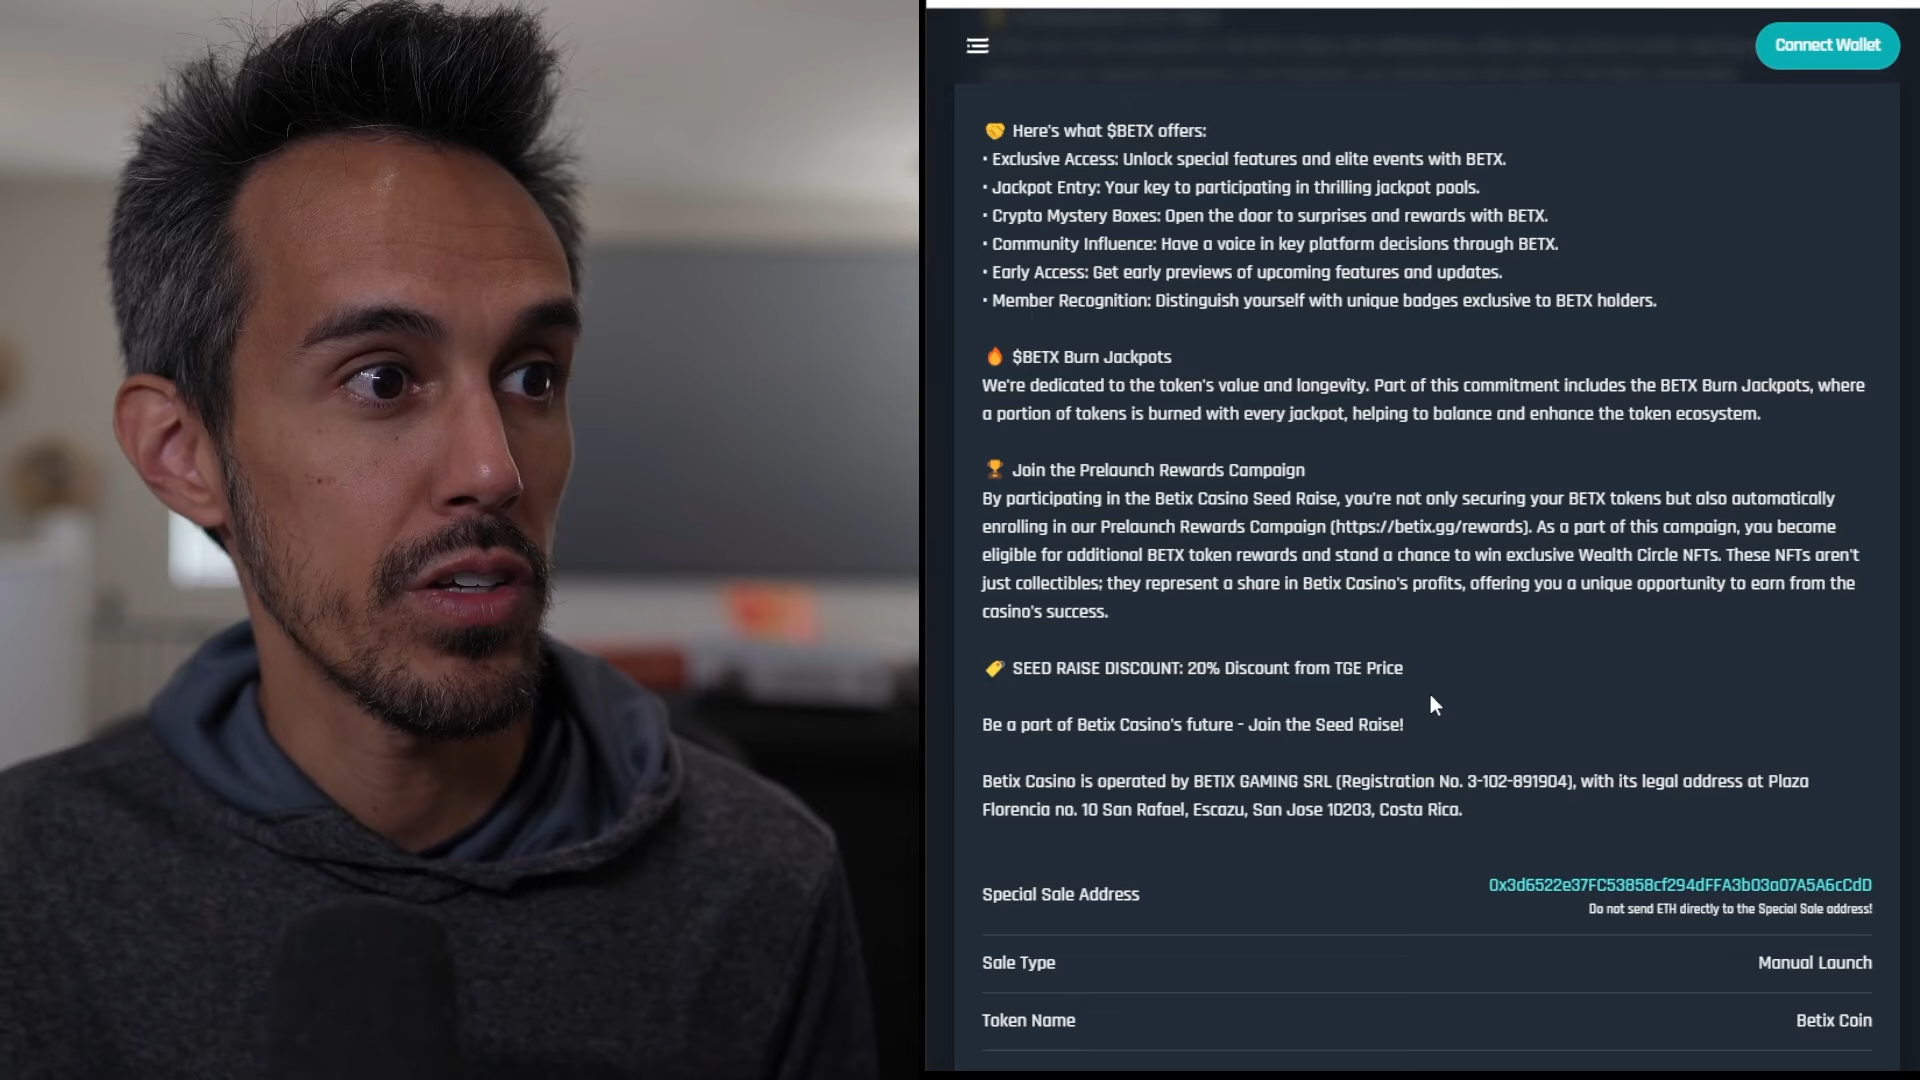 Connect Wallet
Here's what $BETX offers:
• Exclusive Access: Unlock special features and elite events with BETX.
• Jackpot Entry: Your key to participating in thrilling jackpot pools.
• Crypto Mystery Boxes: Open the door to surprises and rewards with BETX.
• Community Influence: Have a voice in key platform decisions through BETX.
• Early Access: Get early previews of upcoming features and updates.
• Member Recognition: Distinguish yourself with unique badges exclusive to BETX holders.
$BETX Burn Jackpots
We're dedicated to the token's value and longevity. Part of this commitment includes the BETX Burn Jackpots, where
a portion of tokens is burned with every jackpot, helping to balance and enhance the token ecosystem.
Join the Prelaunch Rewards Campaign
By participating in the Betix Casino Seed Raise, you're not only securing your BETX tokens but also automatically
enrolling in our Prelaunch Rewards Campaign (https://betix.gg/rewards). As a part of this campaign, you become
eligible for additional BETX token rewards and stand a chance to win exclusive Wealth Circle NFTs. These NFTs aren't
just collectibles; they represent a share in Betix Casino's profits, offering you a unique opportunity to earn from the
casino's success.
SEED RAISE DISCOUNT: 20% Discount from TGE Price
Be a part of Betix Casino's future - Join the Seed Raise!
Betix Casino is operated by BETIX GAMING SRL (Registration No. 3-102-891904), with its legal address at Plaza
Florencia no. 10 San Rafael, Escazu, San Jose 10203, Costa Rica.
Special Sale Address
0x3d6522e37FC53858cf294dFFA3b03a07A5A6cCdD
Do not send ETH directly to the Special Sale address!
Sale Type
Manual Launch
Token Name
Betix Coin